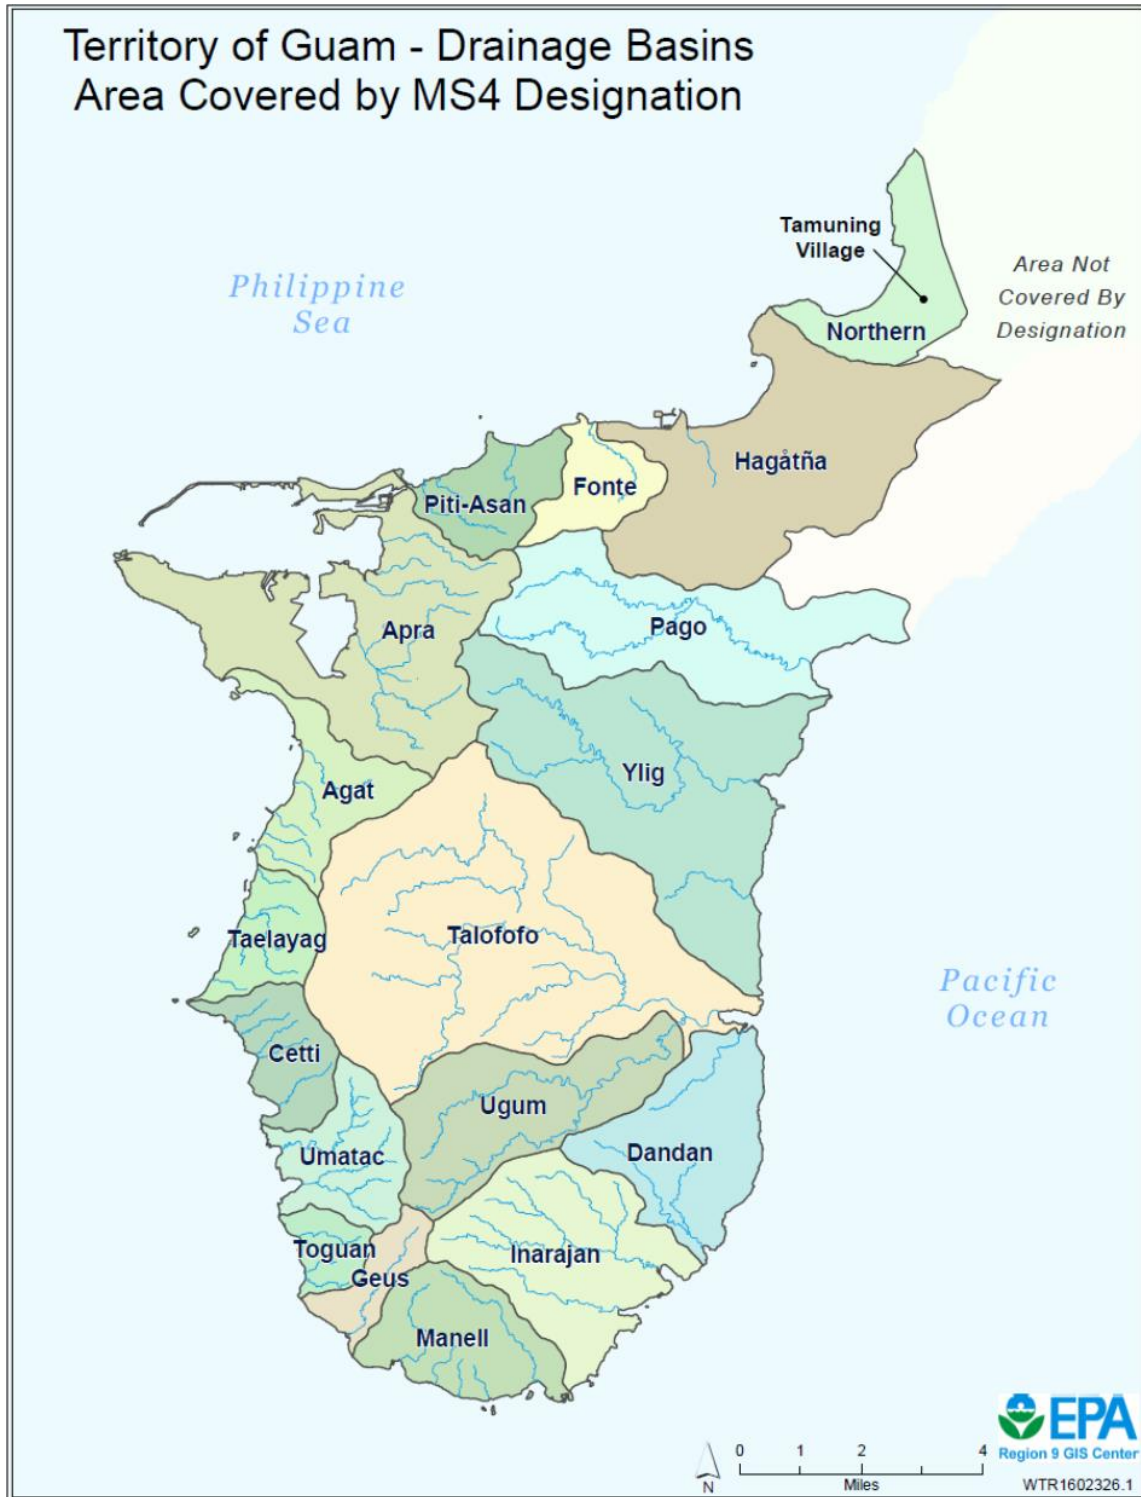 Territory of Guam - Drainage Basins
Area Covered by MS4 Designation
Tamuning
Village
Philippine
Sea
Area Not
Covered By
Designation
Northern
Hagåtña
Fonte
Piti-Asan
Apra
Pago
Ylig
Agat
Talofofo
Taelayag
Pacific
Ocean
Cetti
Ugum
Umatac
Dandan
Toguan
Inarajan
Geus
Manell
EPA
Region 9 GIS Center
0 1 2 4
Miles
N
WTR1602326.1